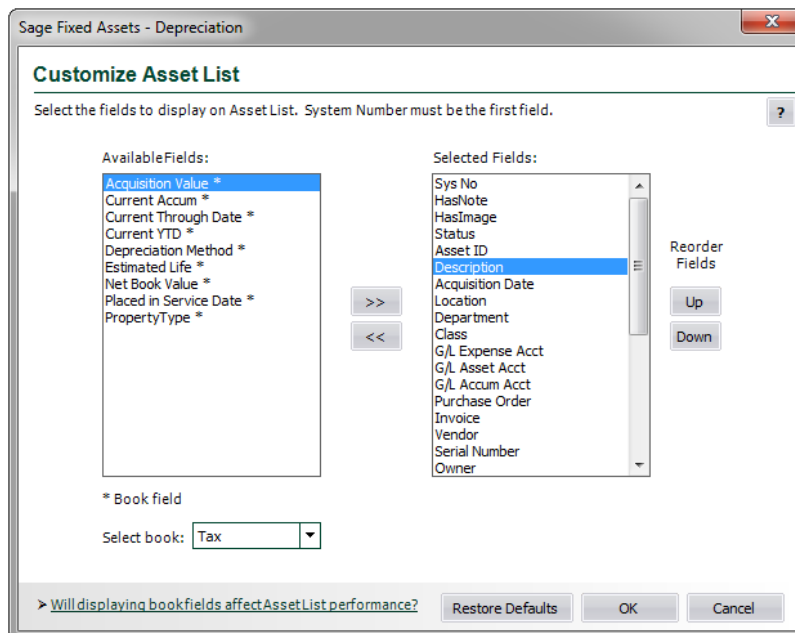 Sage Fixed Assets - Depreciation
Customize Asset List
Select the fields to display on Asset List. System Number must be the first field.
?
Available Fields:
Acquisition Value *
Current Accum *
Current Through Date *
Current YTD *
Depreciation Method *
Estimated Life *
Net Book Value *
Placed in Service Date *
PropertyType *
>>
<<
Selected Fields:
Sys No
HasNote
HasImage
Status
Asset ID
Description
Acquisition Date
Location
Department
Class
G/L Expense Acct
G/L Asset Acct
G/L Accum Acct
Purchase Order
Invoice
Vendor
Serial Number
Owner
Reorder
Fields
Up
Down
* Book field
Select book: Tax
Will displaying book fields affect Asset List performance?
Restore Defaults
OK
Cancel